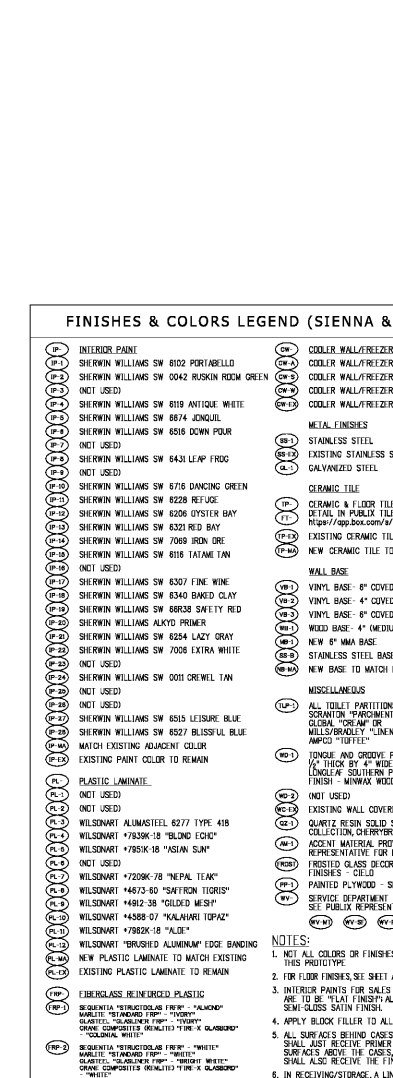 FINISHES & COLORS LEGEND (SIENNA &
IP- INTERIOR PAINT
IP-1 SHERWIN WILLIAMS SW 6102 PORTABELLO
IP-2 SHERWIN WILLIAMS SW 0042 RUSKIN ROOM GREEN
IP-3 (NOT USED)
IP-4 SHERWIN WILLIAMS SW 6119 ANTIQUE WHITE
IP-5 SHERWIN WILLIAMS SW 6674 JONQUIL
IP-6 SHERWIN WILLIAMS SW 6516 DOWN POUR
IP-7 (NOT USED)
IP-8 SHERWIN WILLIAMS SW 6431 LEAP FROG
IP-9 (NOT USED)
IP-10 SHERWIN WILLIAMS SW 6716 DANCING GREEN
IP-11 SHERWIN WILLIAMS SW 6228 REFUGE
IP-12 SHERWIN WILLIAMS SW 6206 OYSTER BAY
IP-13 SHERWIN WILLIAMS SW 6321 RED BAY
IP-14 SHERWIN WILLIAMS SW 7069 IRON ORE
IP-15 SHERWIN WILLIAMS SW 6116 TATAMI TAN
IP-16 (NOT USED)
IP-17 SHERWIN WILLIAMS SW 6307 FINE WINE
IP-18 SHERWIN WILLIAMS SW 6340 BAKED CLAY
IP-19 SHERWIN WILLIAMS SW 66R38 SAFETY RED
IP-20 SHERWIN WILLIAMS ALKYD PRIMER
IP-21 SHERWIN WILLIAMS SW 6254 LAZY GRAY
IP-22 SHERWIN WILLIAMS SW 7006 EXTRA WHITE
IP-23 (NOT USED)
IP-24 SHERWIN WILLIAMS SW 0011 CREWEL TAN
IP-25 (NOT USED)
IP-26 (NOT USED)
IP-27 SHERWIN WILLIAMS SW 6515 LEISURE BLUE
IP-28 SHERWIN WILLIAMS SW 6527 BLISSFUL BLUE
IP-MA MATCH EXISTING ADJACENT COLOR
IP-EX EXISTING PAINT COLOR TO REMAIN
PL- PLASTIC LAMINATE
PL-1 (NOT USED)
PL-2 (NOT USED)
PL-3 WILSONART ALUMASTEEL 6277 TYPE 418
PL-4 WILSONART #7939K-18 "BLOND ECHO"
PL-5 WILSONART #7951K-18 "ASIAN SUN"
PL-6 (NOT USED)
PL-7 WILSONART #7209K-78 "NEPAL TEAK"
PL-8 WILSONART #4673-60 "SAFFRON TIGRIS"
PL-9 WILSONART #4912-38 "GILDED MESH"
PL-10 WILSONART #4588-07 "KALAHARI TOPAZ"
PL-11 WILSONART #7982K-18 "ALOE"
PL-12 WILSONART "BRUSHED ALUMINUM" EDGE BANDING
PL-MA NEW PLASTIC LAMINATE TO MATCH EXISTING
PL-EX EXISTING PLASTIC LAMINATE TO REMAIN
FRP- FIBERGLASS REINFORCED PLASTIC
FRP-1 SEQUENTIA "STRUCTOGLAS FRFR" - "ALMOND"
MARLITE "STANDARD FRP" - "IVORY"
GLASTEEL "GLASLINER FRP" - "IVORY"
CRANE COMPOSITES (KEMLITE) "FIRE-X GLASBORD"
- "COLONIAL WHITE"
FRP-2 SEQUENTIA "STRUCTOGLAS FRFR" - "WHITE"
MARLITE "STANDARD FRP" - "WHITE"
GLASTEEL "GLASLINER FRP" - "BRIGHT WHITE"
CRANE COMPOSITES (KEMLITE) "FIRE-X GLASBORD"
- "WHITE"
CW- COOLER WALL/FREEZER
CW-A COOLER WALL/FREEZER
CW-S COOLER WALL/FREEZER
CW-W COOLER WALL/FREEZER
CW-EX COOLER WALL/FREEZER
METAL FINISHES
SS-1 STAINLESS STEEL
SS-EX EXISTING STAINLESS S
GL-1 GALVANIZED STEEL
CERAMIC TILE
TP- CERAMIC & FLOOR TILE
FT- DETAIL IN PUBLIX TILE
https://app.box.com/s/
TP-EX EXISTING CERAMIC TIL
TP-MA NEW CERAMIC TILE TO
WALL BASE
VB-1 VINYL BASE- 6" COVED
VB-2 VINYL BASE- 4" COVED
VB-3 VINYL BASE- 6" COVED
WB-1 WOOD BASE- 4" (MEDIU
MB-1 NEW 6" MMA BASE
SS-B STAINLESS STEEL BASE
NB-MA NEW BASE TO MATCH
MISCELLANEOUS
TLP-1 ALL TOILET PARTITION
SCRANTON "PARCHMENT
GLOBAL "CREAM" OR
MILLS/BRADLEY "LINEN
AMPCO "TOFFEE"
WD-1 TONGUE AND GROOVE P
1/2" THICK BY 4" WIDE
LONGLEAF SOUTHERN P
FINISH - MINWAX WOO
WD-2 (NOT USED)
WC-EX EXISTING WALL COVER
QZ-1 QUARTZ RESIN SOLID S
COLLECTION, CHERRYBR
AM-1 ACCENT MATERIAL PRO
REPRESENTATIVE FOR
FROST FROSTED GLASS DECOR
FINISHES - CIELO
PP-1 PAINTED PLYWOOD - S
WV- SERVICE DEPARTMENT
SEE PUBLIX REPRESEN
WV-M1 WV-S1
NOTES:
1. NOT ALL COLORS OR FINISHES
THIS PROTOTYPE
2. FOR FLOOR FINISHES, SEE SHEET
3. INTERIOR PAINTS FOR SALES
ARE TO BE "FLAT FINISH"; AL
SEMI-GLOSS SATIN FINISH.
4. APPLY BLOCK FILLER TO ALL
5. ALL SURFACES BEHIND CASES
SHALL JUST RECEIVE PRIMER
SURFACES ABOVE THE CASES,
SHALL ALSO RECEIVE THE FI
6. IN RECEIVING/STORAGE, A LIN